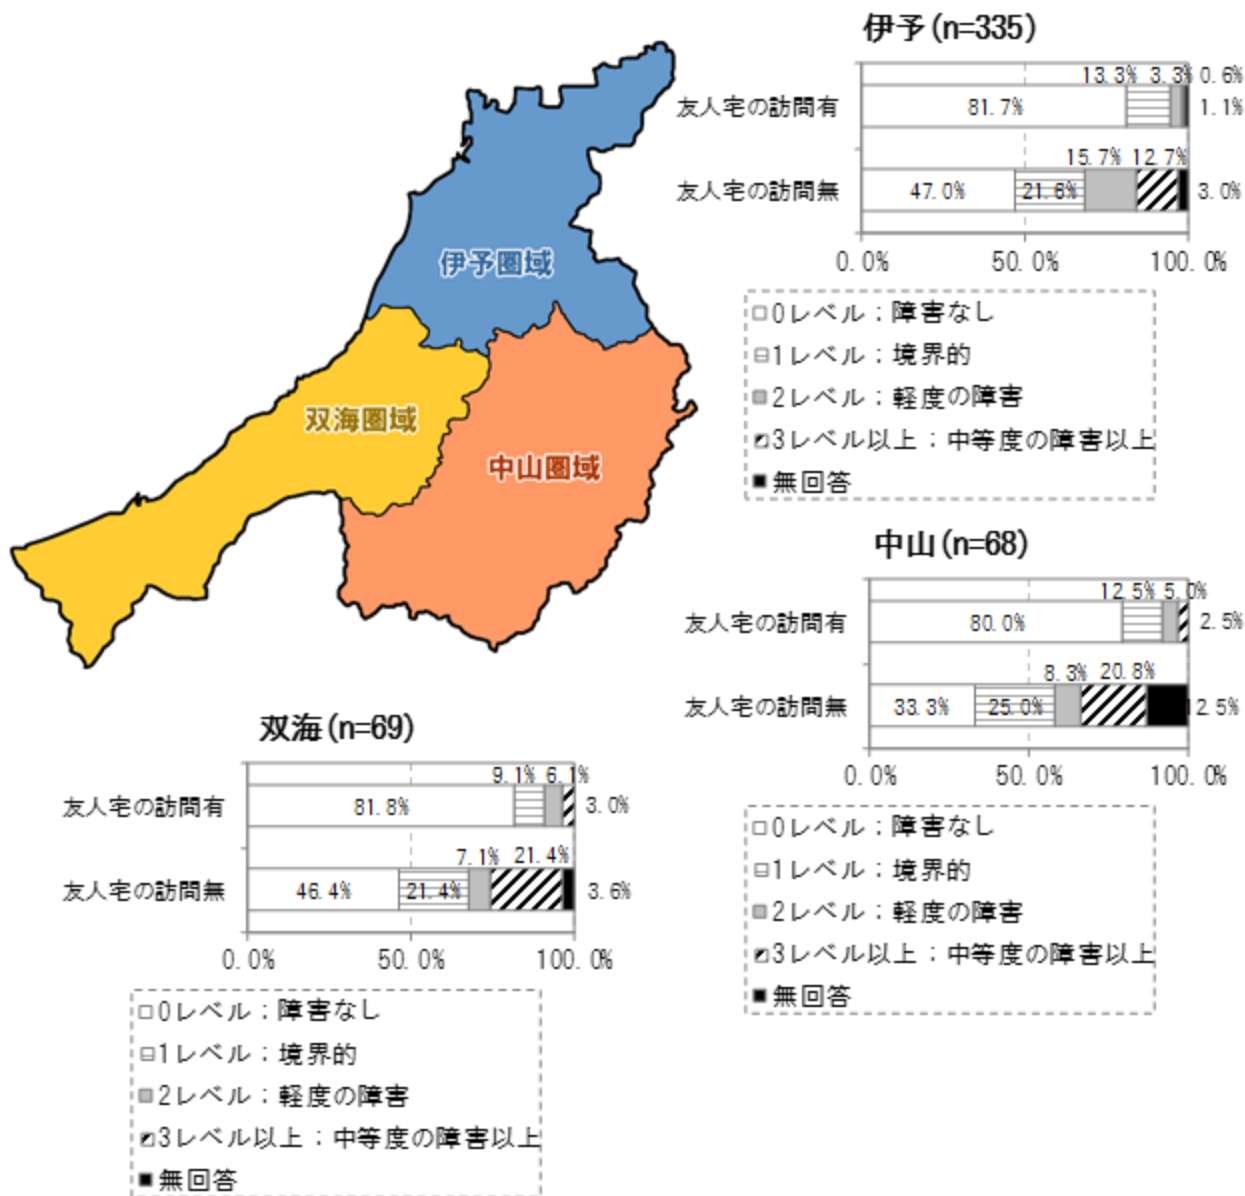 伊予(n=335)
13.3% 3.3% 0.6%
友人宅の訪問有 81.7% 1.1%
15.7% 12.7%
友人宅の訪問無 47.0% 21.6% 3.0%
0.0% 50.0% 100.0%
□0レベル；障害なし
1レベル；境界的
■2レベル；軽度の障害
3レベル以上；中等度の障害以上
■無回答
伊予圏域
双海圏域
中山圏域
中山(n=68)
12.5% 5.0%
友人宅の訪問有 80.0% 2.5%
8.3% 20.8%
友人宅の訪問無 33.3% 25.0% 12.5%
0.0% 50.0% 100.0%
□0レベル；障害なし
1レベル；境界的
■2レベル；軽度の障害
3レベル以上；中等度の障害以上
■無回答
双海(n=69)
9.1% 6.1%
友人宅の訪問有 81.8% 3.0%
7.1% 21.4%
友人宅の訪問無 46.4% 21.4% 3.6%
0.0% 50.0% 100.0%
□0レベル；障害なし
1レベル；境界的
■2レベル；軽度の障害
3レベル以上；中等度の障害以上
■無回答